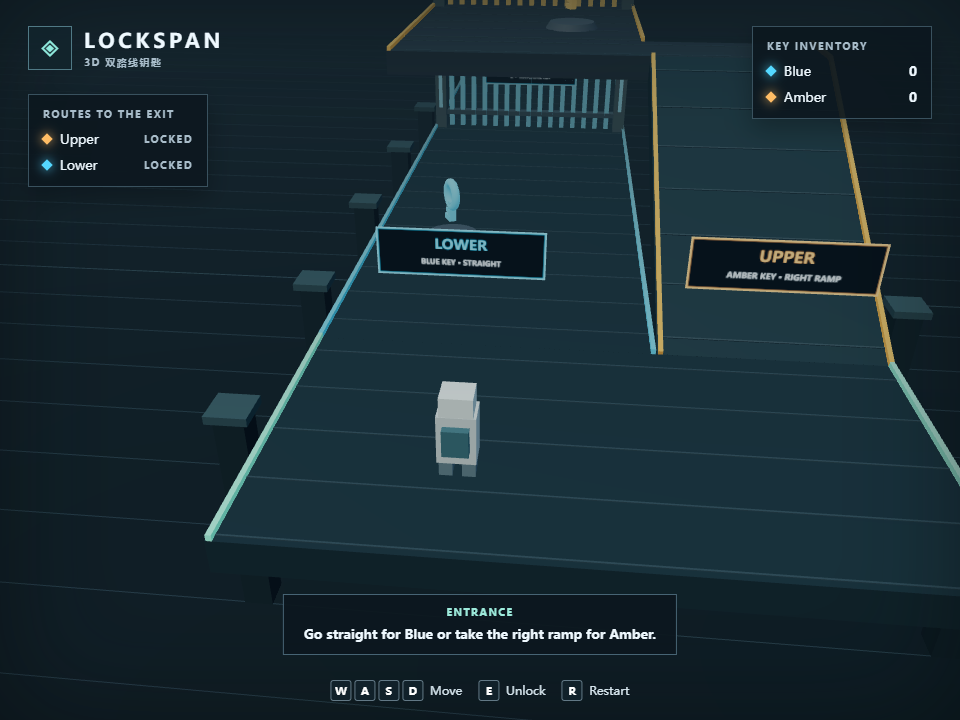 LOCKSPAN
3D 双路线钥匙
ROUTES TO THE EXIT
Upper LOCKED
Lower LOCKED
KEY INVENTORY
Blue 0
Amber 0
LOWER
BLUE KEY • STRAIGHT
UPPER
AMBER KEY • RIGHT RAMP
ENTRANCE
Go straight for Blue or take the right ramp for Amber.
W A S D Move E Unlock R Restart